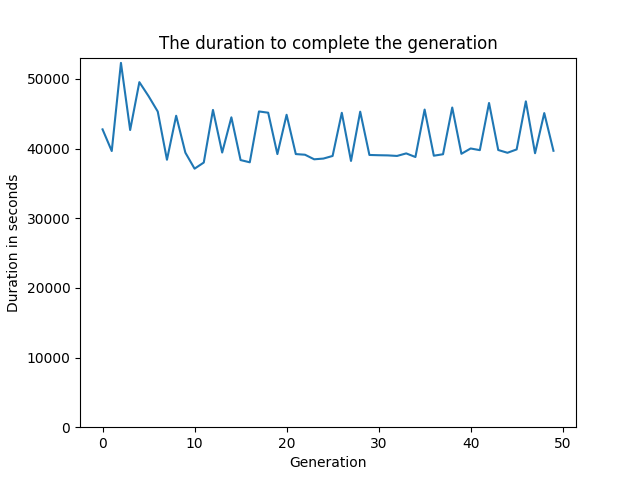 The duration to complete the generation
50000
40000
30000
20000
10000
0
Duration in seconds
0 10 20 30 40 50
Generation